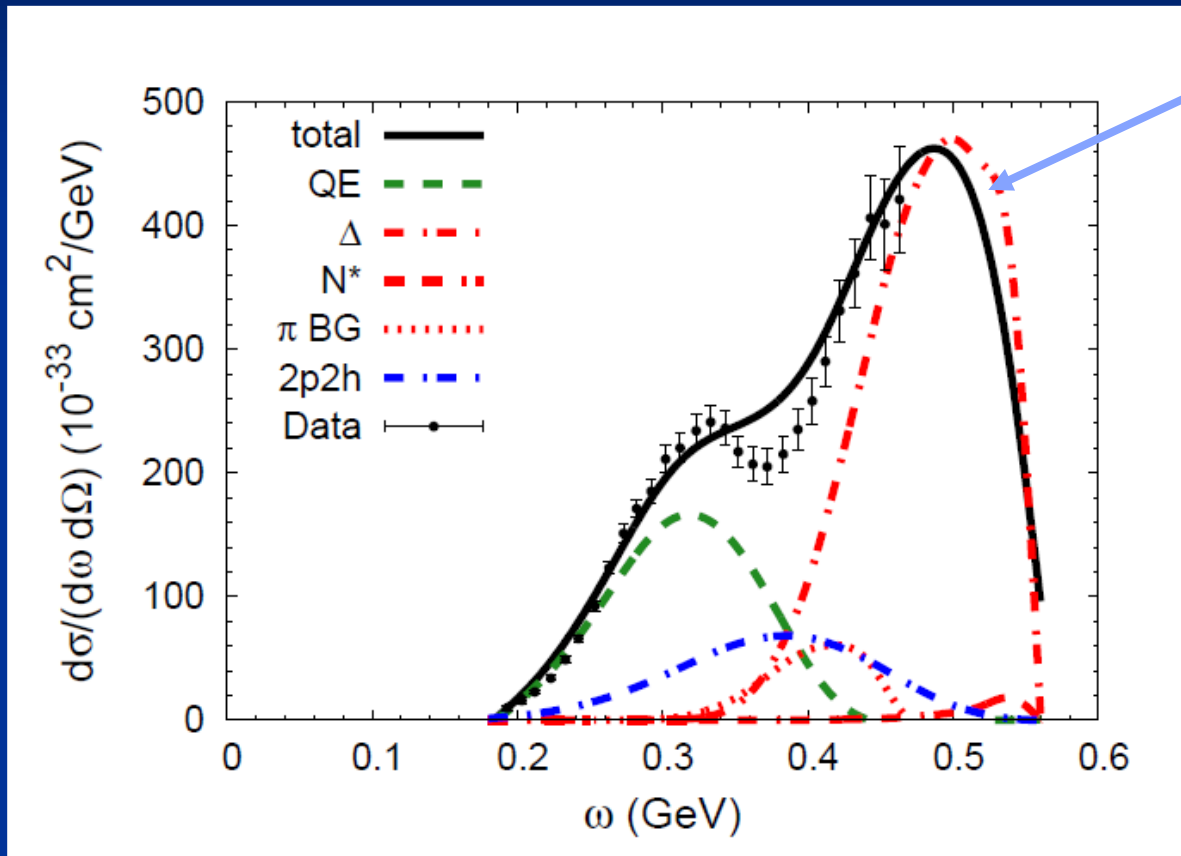 500
400
300
200
100
0
total
QE
Δ
N*
π BG
2p2h
Data
dσ/(dω dΩ) (10⁻³³ cm²/GeV)
0 0.1 0.2 0.3 0.4 0.5 0.6
ω (GeV)